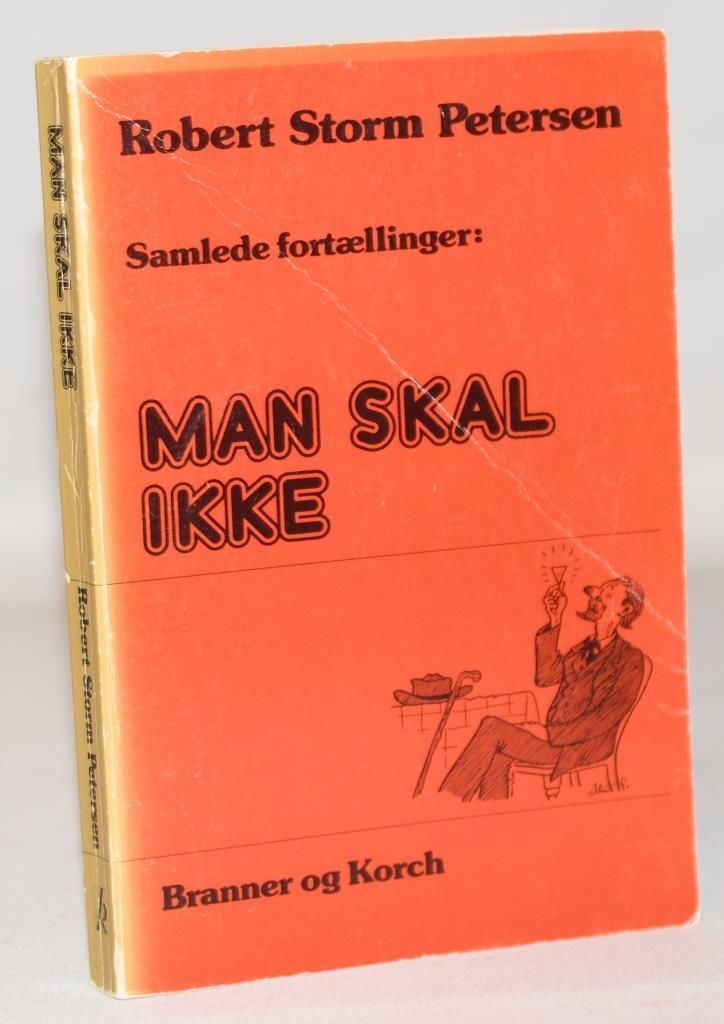 Robert Storm Petersen
Samlede fortællinger:
MAN SKAL
IKKE
Branner og Korch
MAN SKAL IKKE
Robert Storm Petersen